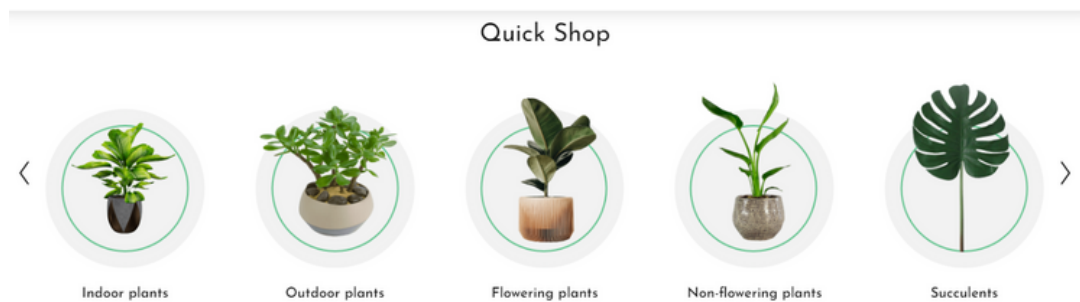 Quick Shop
Indoor plants
Outdoor plants
Flowering plants
Non-flowering plants
Succulents